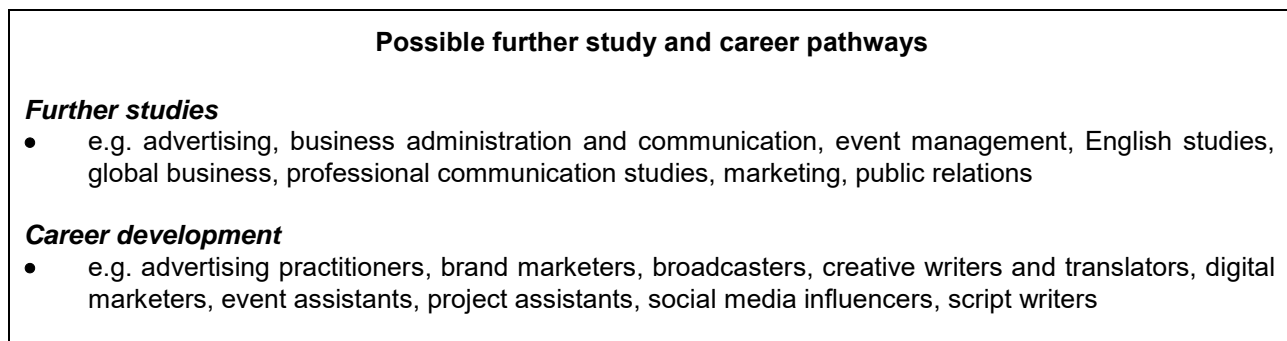 Possible further study and career pathways
Further studies
• e.g. advertising, business administration and communication, event management, English studies,
global business, professional communication studies, marketing, public relations
Career development
• e.g. advertising practitioners, brand marketers, broadcasters, creative writers and translators, digital
marketers, event assistants, project assistants, social media influencers, script writers